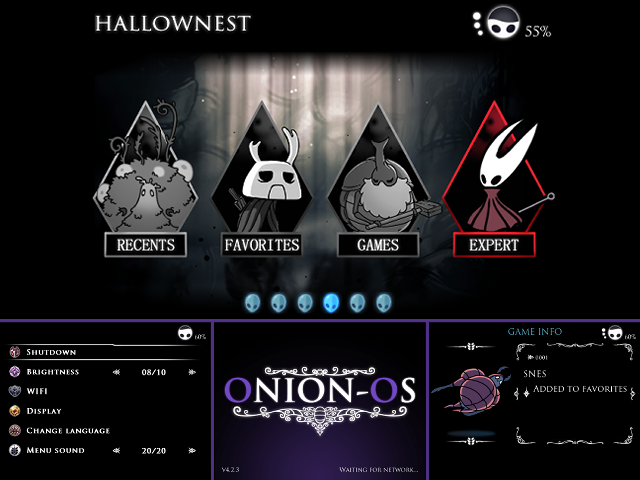 HALLOWNEST
55%
RECENTS
FAVORITES
GAMES
EXPERT
60%
Shutdown
Brightness 08/10
WIFI
Display
Change language
Menu sound 20/20
ONION-OS
v4.2.3
Waiting for network...
GAME INFO
60%
0001
SNES
Added to favorites